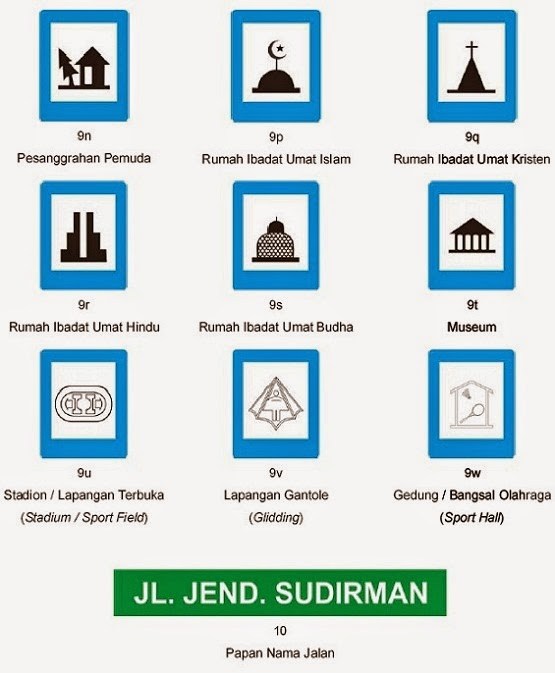 9n
Pesanggrahan Pemuda
9p
Rumah Ibadat Umat Islam
9q
Rumah Ibadat Umat Kristen
9r
Rumah Ibadat Umat Hindu
9s
Rumah Ibadat Umat Budha
9t
Museum
9u
Stadion / Lapangan Terbuka
(Stadium / Sport Field)
9v
Lapangan Gantole
(Glidding)
9w
Gedung / Bangsal Olahraga
(Sport Hall)
JL. JEND. SUDIRMAN
10
Papan Nama Jalan